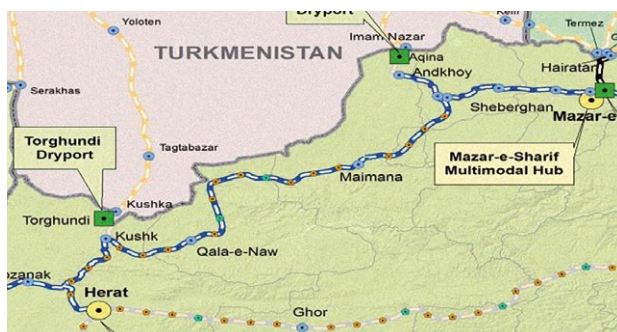 Dryport
Yoloten
Termez
Imam Nazar
TURKMENISTAN
Aqina
Hairatan
Andkhoy
Serakhas
Sheberghan
Mazar-e-
Torghundi
Dryport
Tagtabazar
Mazar-e-Sharif
Multimodal Hub
Maimana
Kushka
Torghundi
Kushk
Qala-e-Naw
ozanak
Herat
Ghor